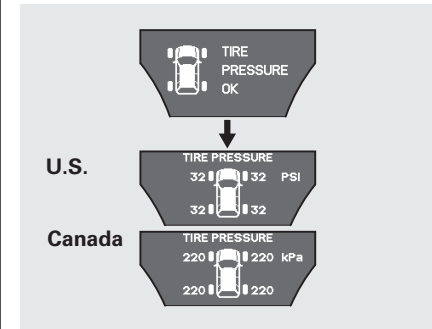 TIRE
PRESSURE
OK
U.S.
TIRE PRESSURE
32 32 PSI
32 32
Canada
TIRE PRESSURE
220 220 kPa
220 220